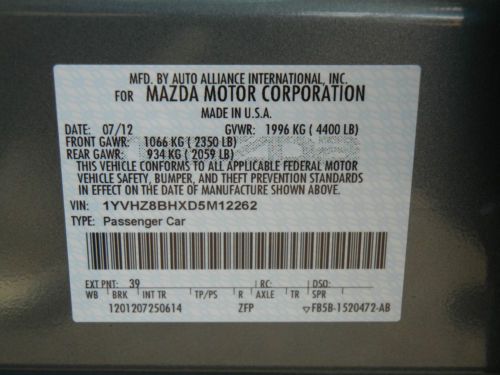 MFD. BY AUTO ALLIANCE INTERNATIONAL, INC.
FOR MAZDA MOTOR CORPORATION
MADE IN U.S.A.
DATE: 07/12 GVWR: 1996 KG (4400 LB)
FRONT GAWR: 1066 KG (2350 LB)
REAR GAWR: 934 KG (2059 LB)
THIS VEHICLE CONFORMS TO ALL APPLICABLE FEDERAL MOTOR
VEHICLE SAFETY, BUMPER, AND THEFT PREVENTION STANDARDS
IN EFFECT ON THE DATE OF MANUFACTURE SHOWN ABOVE.
VIN: 1YVHZ8BHXD5M12262
TYPE: Passenger Car
EXT PNT: 39 RC: DSO:
WB BRK INT TR TP/PS R AXLE TR SPR
1201207250614 ZFP ▽FB5B-1520472-AB